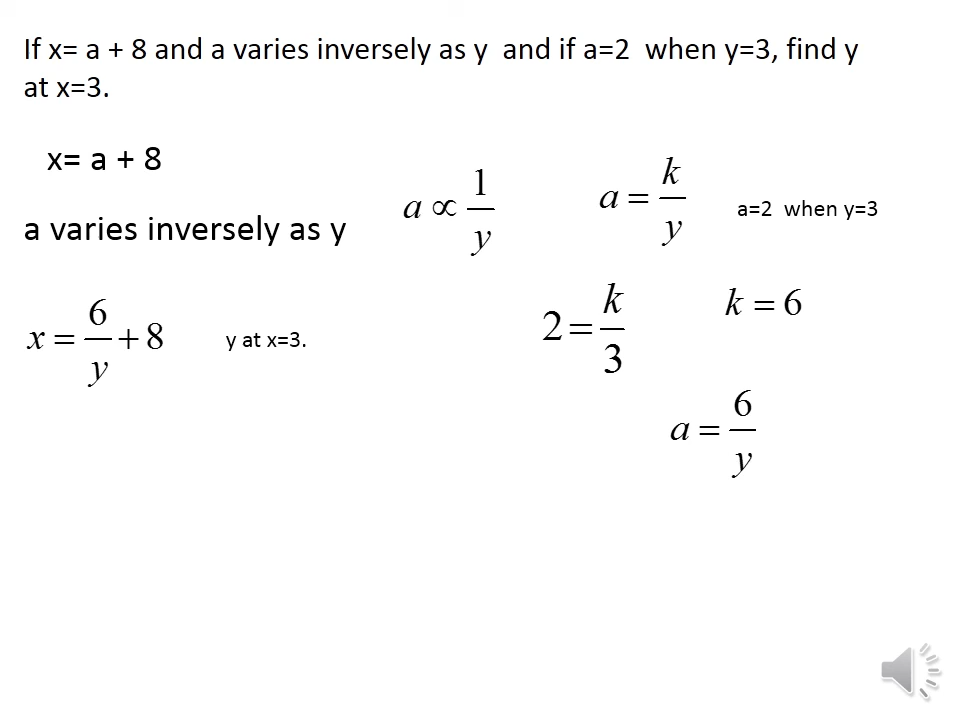 If x= a + 8 and a varies inversely as y  and if a=2  when y=3, find y
at x=3.
x= a + 8
a varies inversely as y
a ∝ 1/y
a = k/y
a=2  when y=3
x = 6/y + 8
y at x=3.
2 = k/3
k = 6
a = 6/y